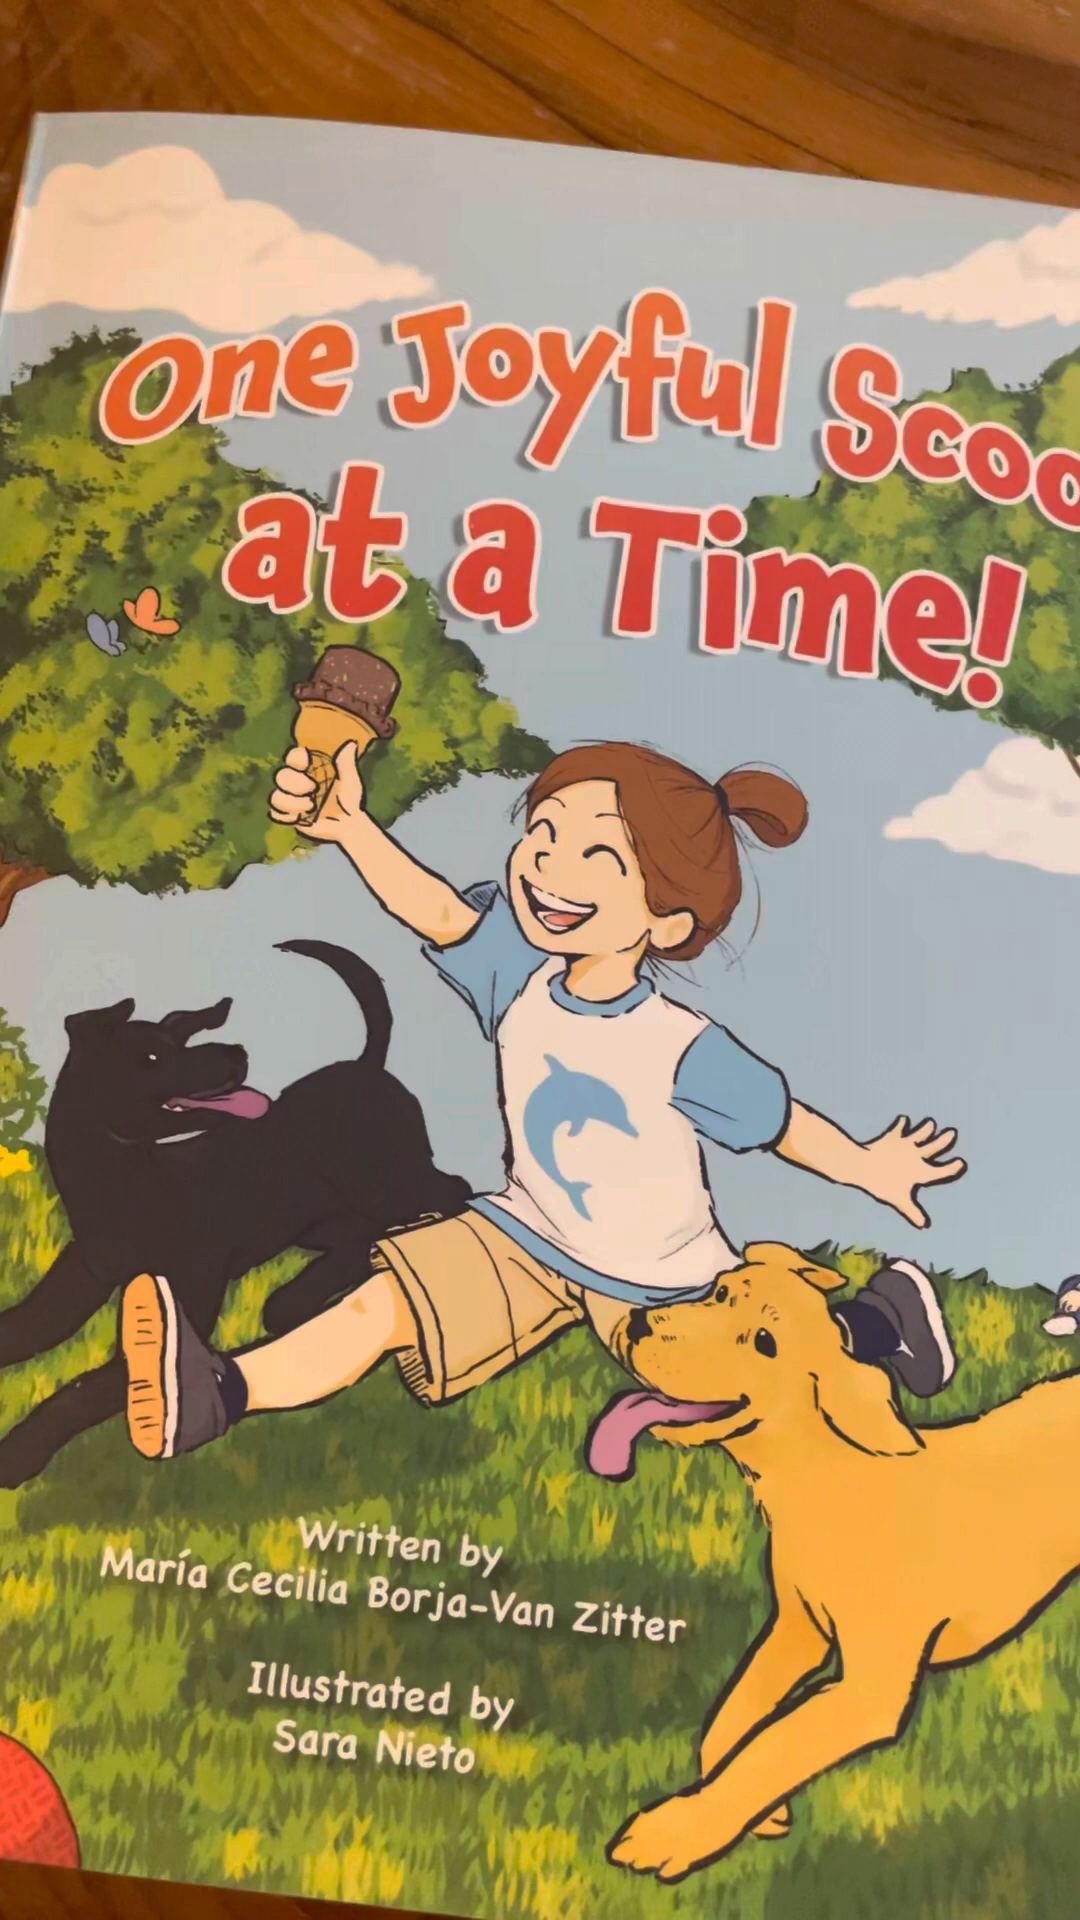 One Joyful Scoo
at a Time!
Written by
María Cecilia Borja-Van Zitter
Illustrated by
Sara Nieto